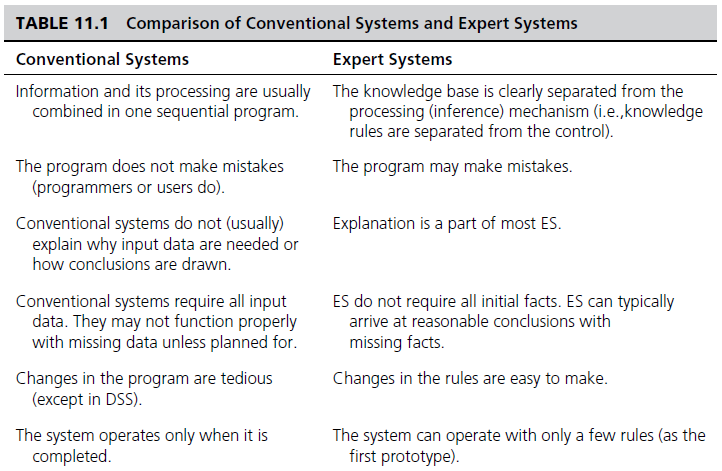 TABLE 11.1 Comparison of Conventional Systems and Expert Systems
Conventional Systems
Expert Systems
Information and its processing are usually
combined in one sequential program.
The knowledge base is clearly separated from the
processing (inference) mechanism (i.e.,knowledge
rules are separated from the control).
The program does not make mistakes
(programmers or users do).
The program may make mistakes.
Conventional systems do not (usually)
explain why input data are needed or
how conclusions are drawn.
Explanation is a part of most ES.
Conventional systems require all input
data. They may not function properly
with missing data unless planned for.
ES do not require all initial facts. ES can typically
arrive at reasonable conclusions with
missing facts.
Changes in the program are tedious
(except in DSS).
Changes in the rules are easy to make.
The system operates only when it is
completed.
The system can operate with only a few rules (as the
first prototype).